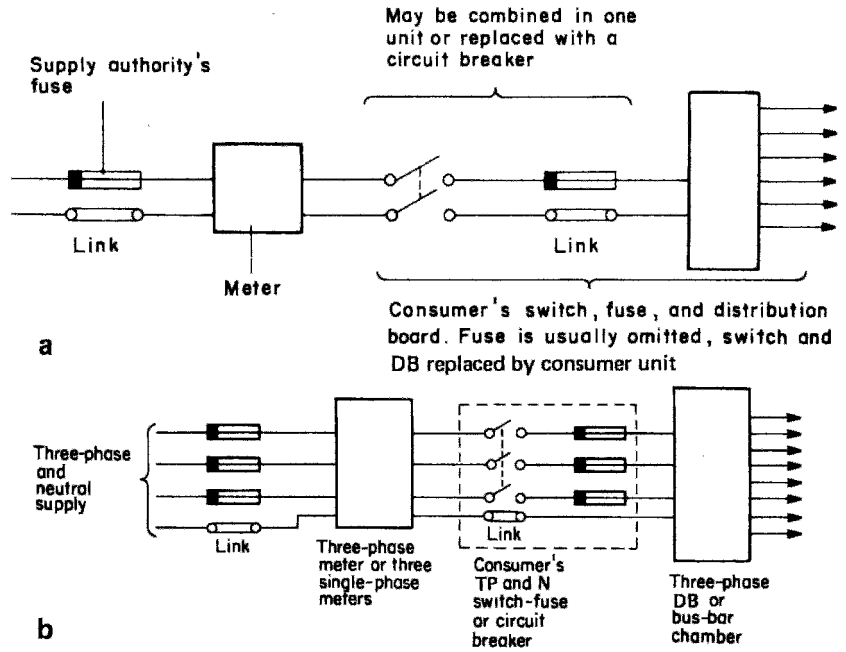 May be combined in one
unit or replaced with a
circuit breaker
Supply authority's
fuse
Link
Meter
Link
Consumer's switch, fuse, and distribution
board. Fuse is usually omitted, switch and
DB replaced by consumer unit
a
Three-phase
and
neutral
supply
Link
Three-phase
meter or three
single-phase
meters
Link
Consumer's
TP and N
switch-fuse
or circuit
breaker
Three-phase
DB or
bus-bar
chamber
b